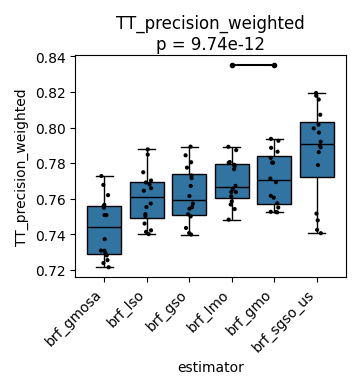 TT_precision_weighted
p = 9.74e-12
0.84
0.82
0.80
0.78
0.76
0.74
0.72
TT_precision_weighted
brf_gmosa
brf_lso
brf_gso
brf_lmo
brf_gmo
brf_sgso_us
estimator